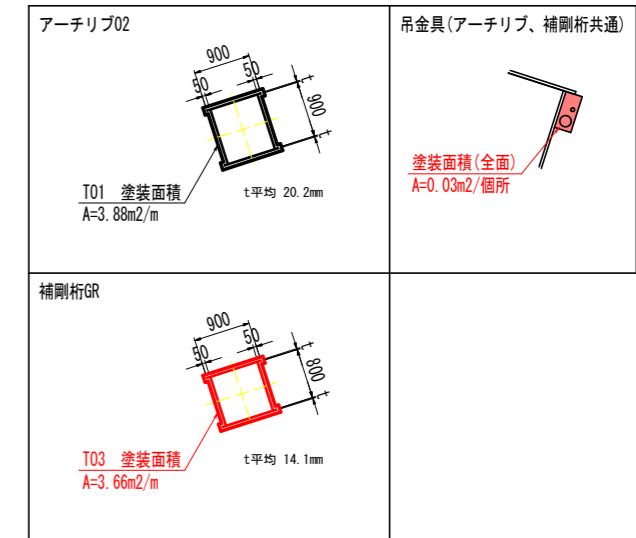 アーチリブ02
900
50
50
t
900
t
T01 塗装面積
A=3.88m2/m
t平均 20.2mm
吊金具(アーチリブ、補剛桁共通)
塗装面積(全面)
A=0.03m2/個所
補剛桁GR
900
50
50
t
800
t
T03 塗装面積
A=3.66m2/m
t平均 14.1mm